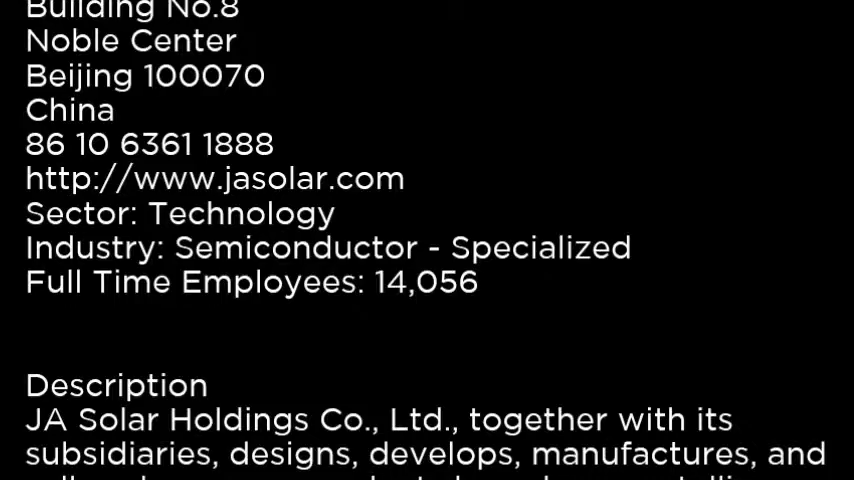 Building No.8
Noble Center
Beijing 100070
China
86 10 6361 1888
http://www.jasolar.com
Sector: Technology
Industry: Semiconductor - Specialized
Full Time Employees: 14,056
Description
JA Solar Holdings Co., Ltd., together with its
subsidiaries, designs, develops, manufactures, and